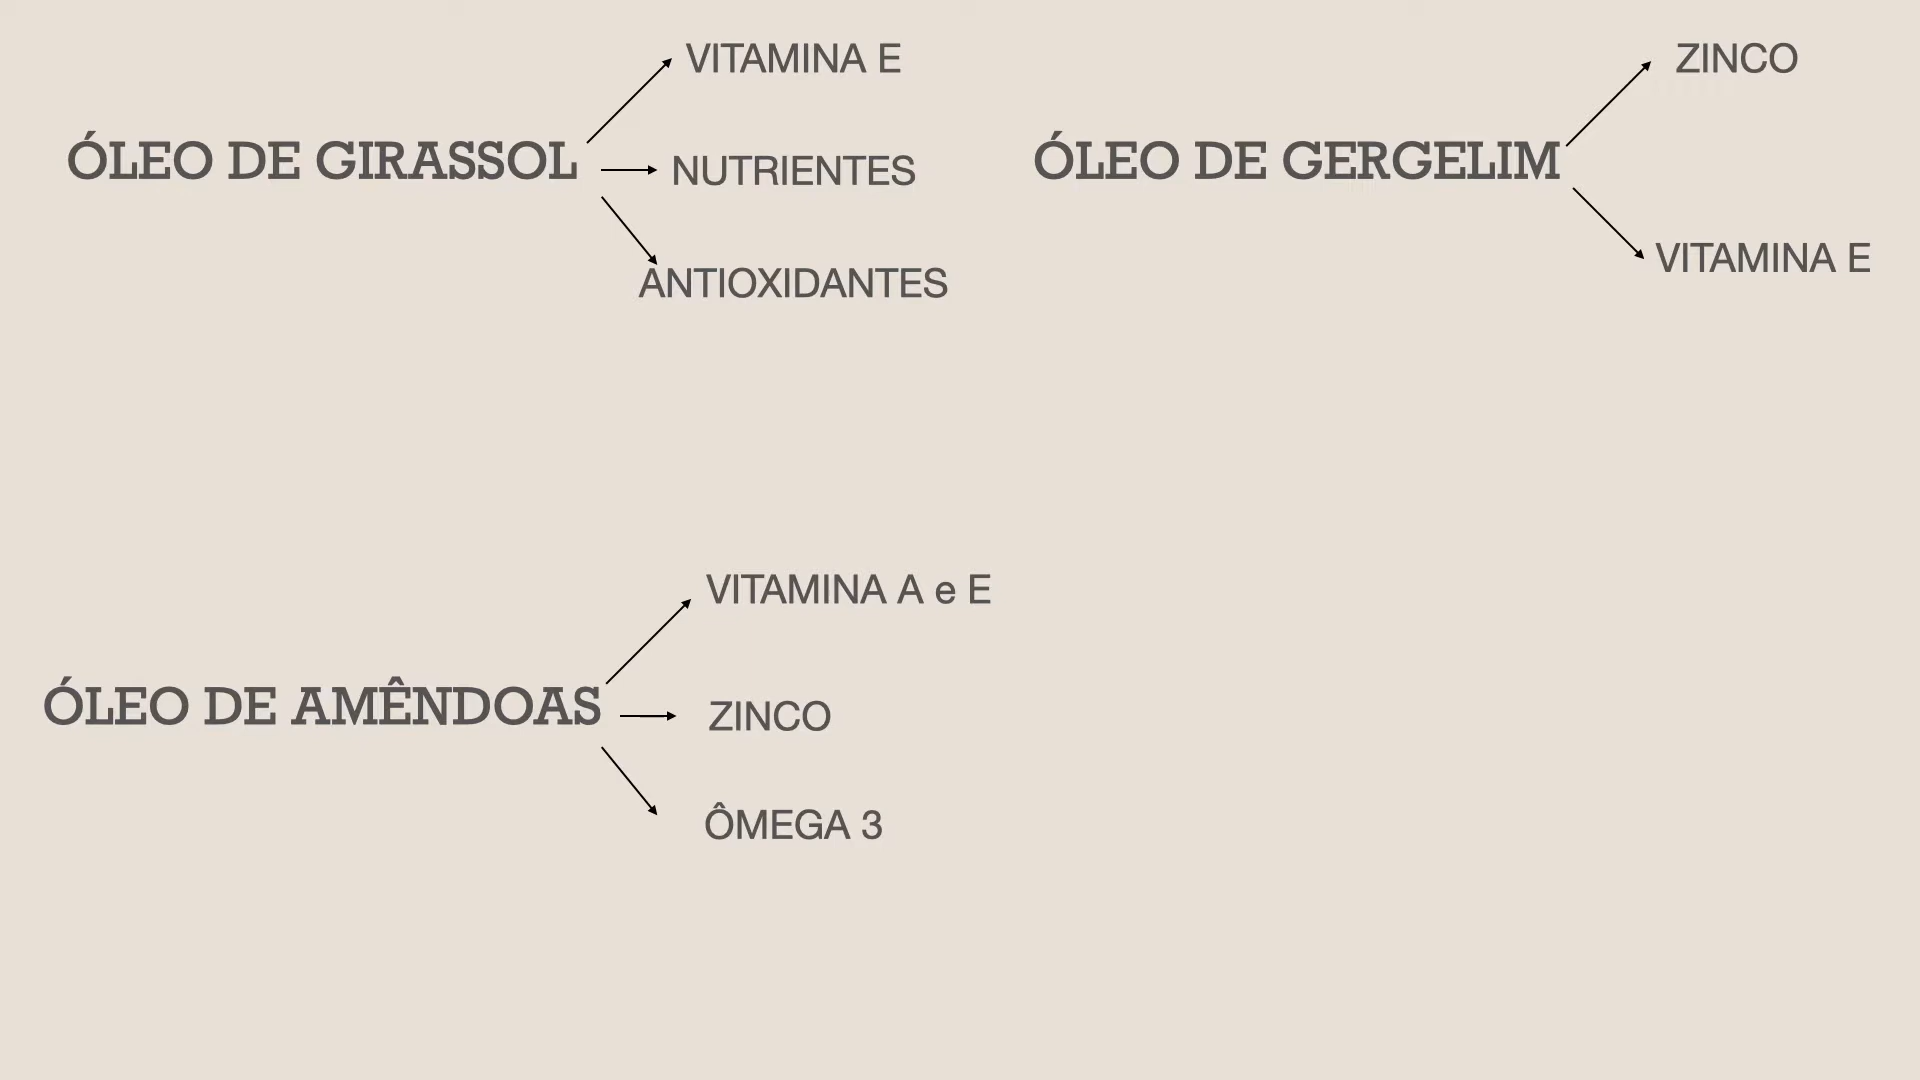 VITAMINA E
ÓLEO DE GIRASSOL
NUTRIENTES
ANTIOXIDANTES
ZINCO
ÓLEO DE GERGELIM
VITAMINA E
VITAMINA A e E
ÓLEO DE AMÊNDOAS
ZINCO
ÔMEGA 3